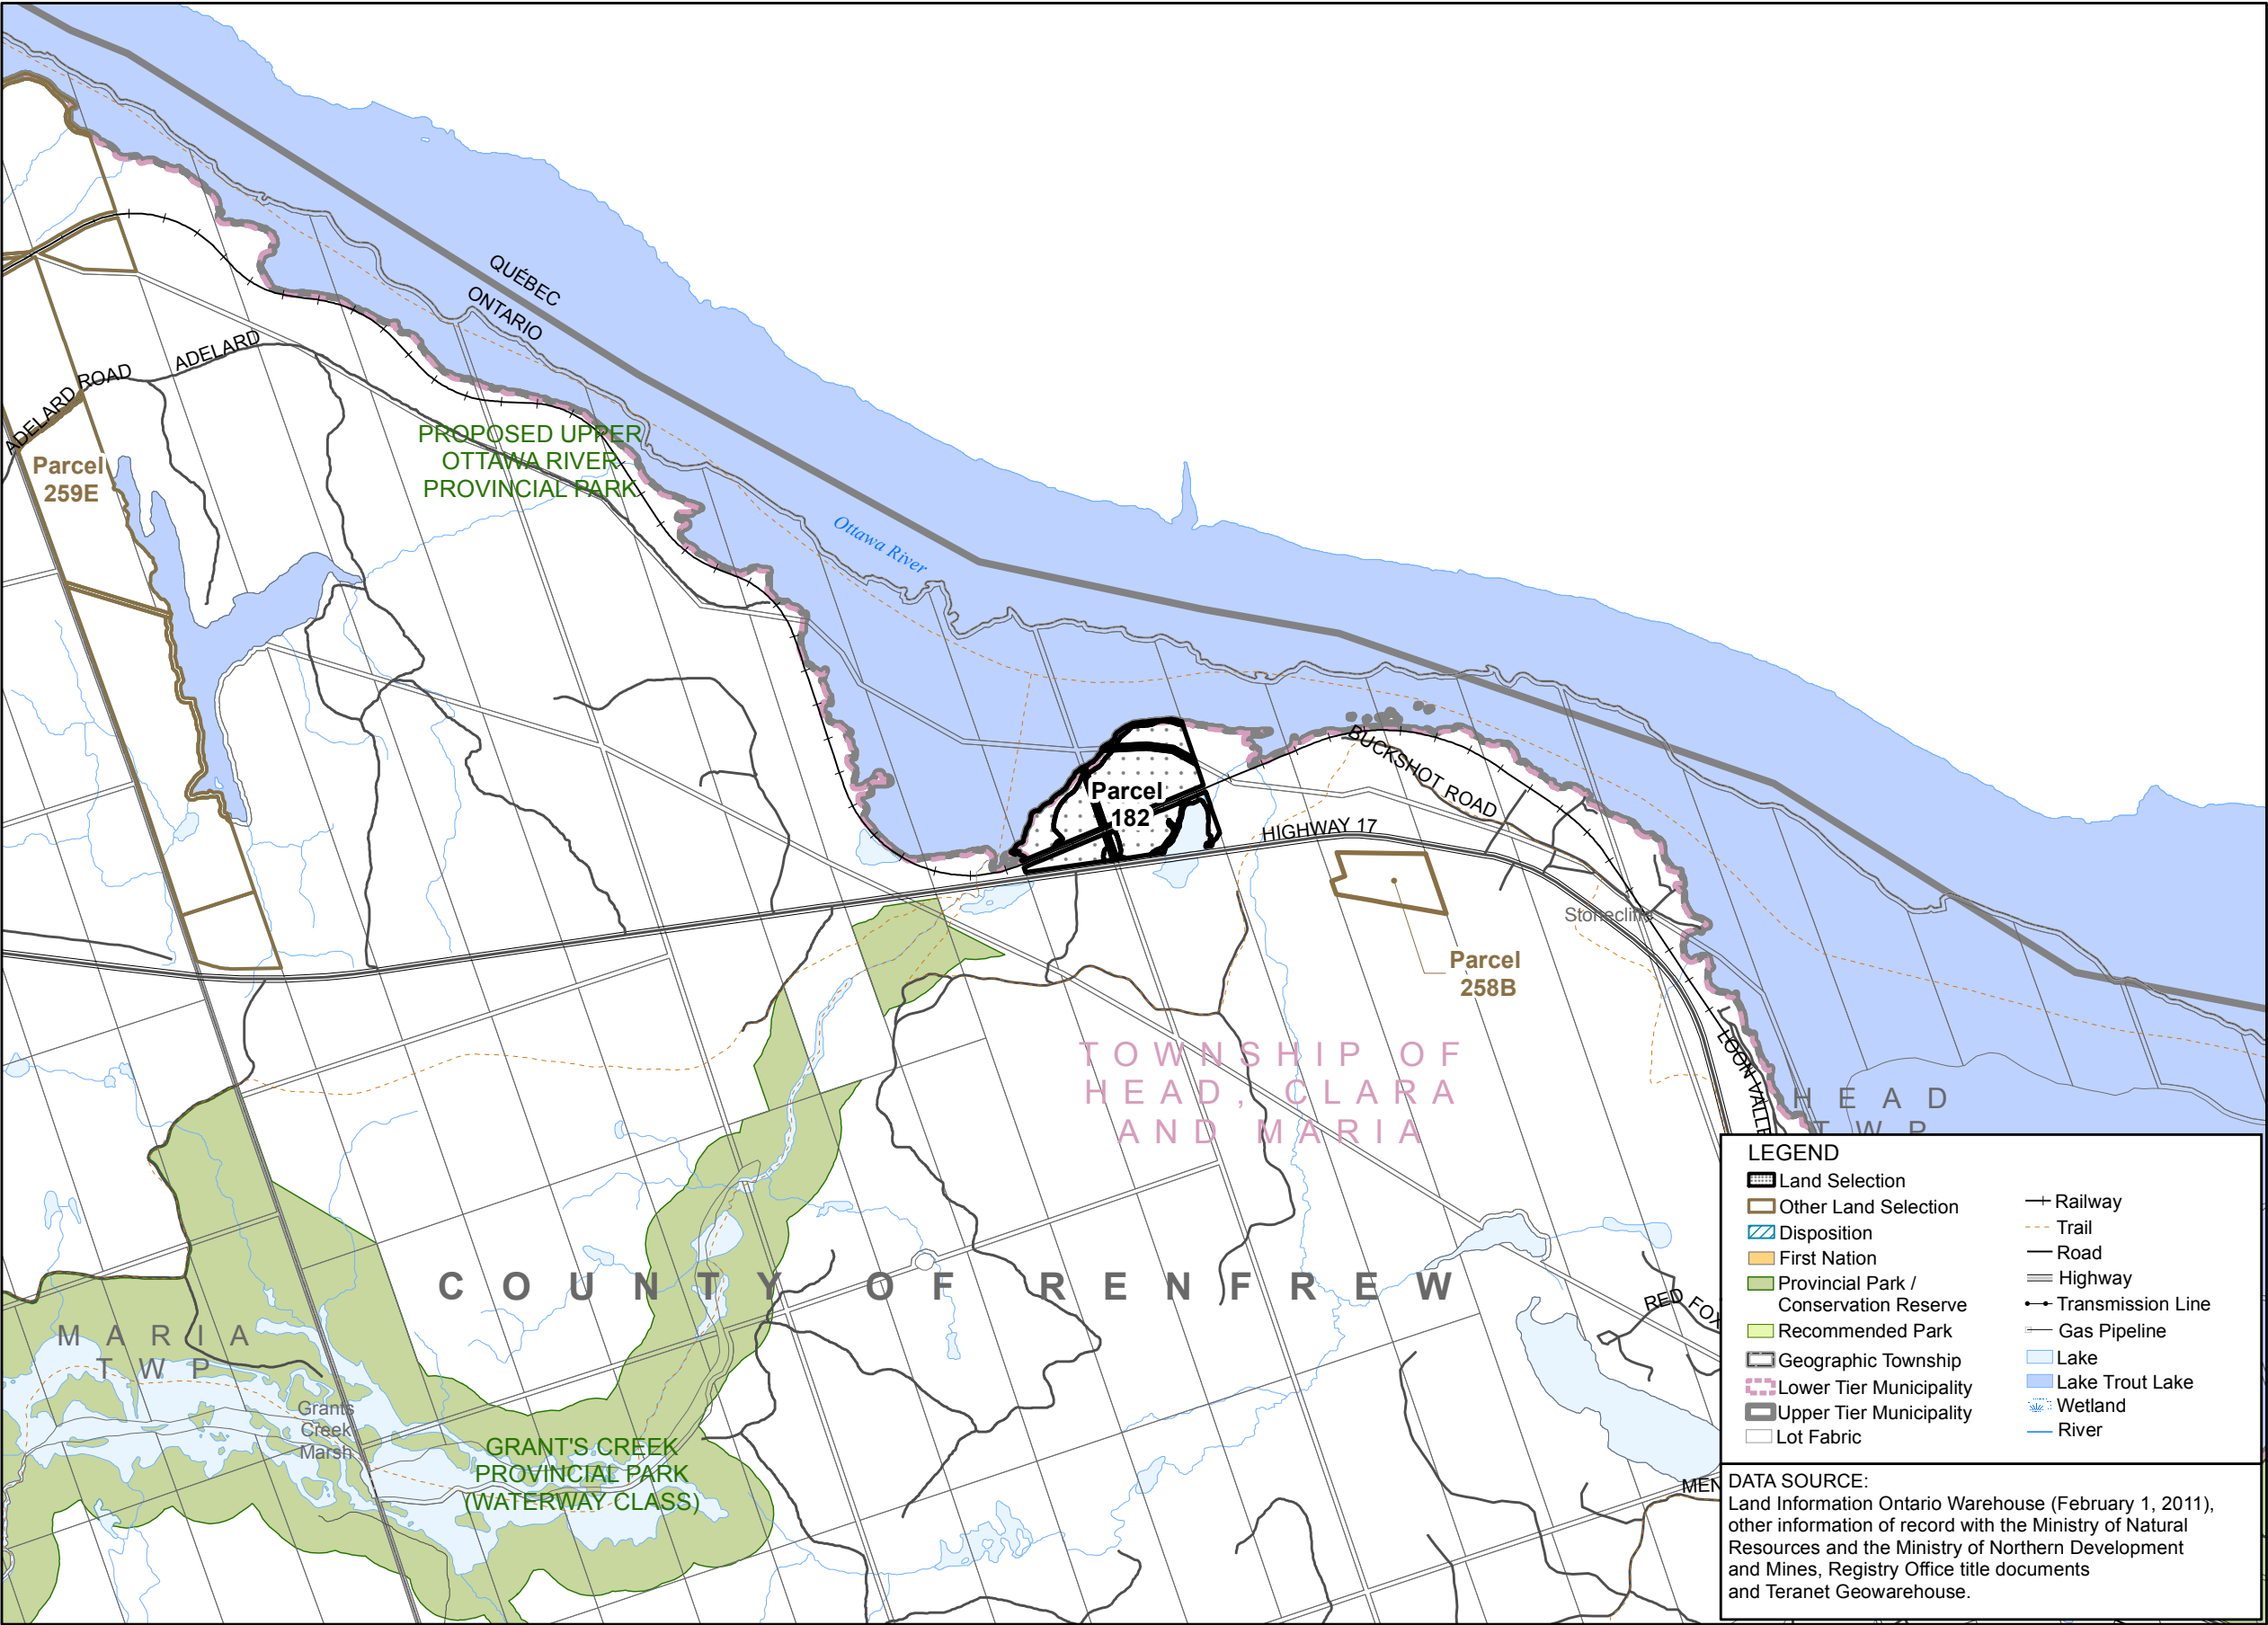 QUÉBEC
ONTARIO
ADELARD
ADELARD ROAD
PROPOSED UPPER
OTTAWA RIVER
PROVINCIAL PARK
Parcel
259E
Ottawa River
BUCKSHOT ROAD
Parcel
182
HIGHWAY 17
Stonecliffe
Parcel
258B
TOWNSHIP OF
HEAD, CLARA
AND MARIA
LOON VALLE
HEAD
TWP
COUNTY OF RENFREW
RED FOX
MARIA
TWP
Grants
Creek
Marsh
GRANT'S CREEK
PROVINCIAL PARK
(WATERWAY CLASS)
MEN
LEGEND
Land Selection
Other Land Selection
Disposition
First Nation
Provincial Park /
Conservation Reserve
Recommended Park
Geographic Township
Lower Tier Municipality
Upper Tier Municipality
Lot Fabric
Railway
Trail
Road
Highway
Transmission Line
Gas Pipeline
Lake
Lake Trout Lake
Wetland
River
DATA SOURCE:
Land Information Ontario Warehouse (February 1, 2011),
other information of record with the Ministry of Natural
Resources and the Ministry of Northern Development
and Mines, Registry Office title documents
and Teranet Geowarehouse.